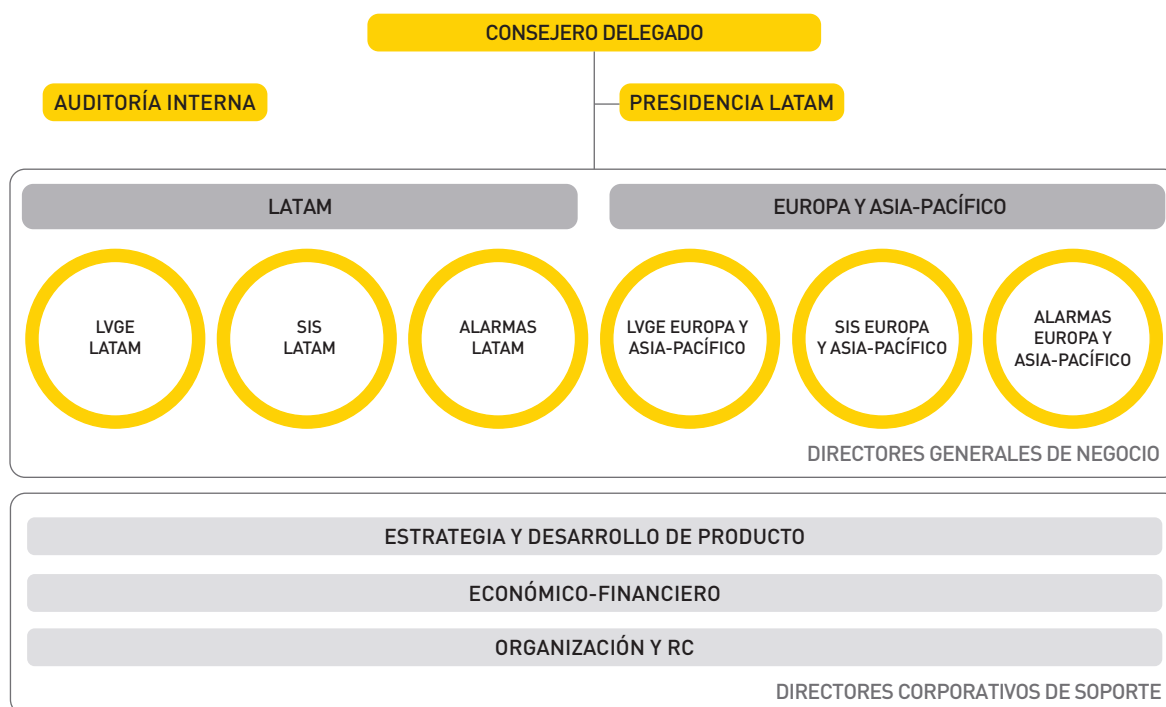 CONSEJERO DELEGADO
AUDITORÍA INTERNA
PRESIDENCIA LATAM
LATAM
EUROPA Y ASIA-PACÍFICO
LVGE
LATAM
SIS
LATAM
ALARMAS
LATAM
LVGE EUROPA Y
ASIA-PACÍFICO
SIS EUROPA
Y ASIA-PACÍFICO
ALARMAS
EUROPA Y
ASIA-PACÍFICO
DIRECTORES GENERALES DE NEGOCIO
ESTRATEGIA Y DESARROLLO DE PRODUCTO
ECONÓMICO-FINANCIERO
ORGANIZACIÓN Y RC
DIRECTORES CORPORATIVOS DE SOPORTE